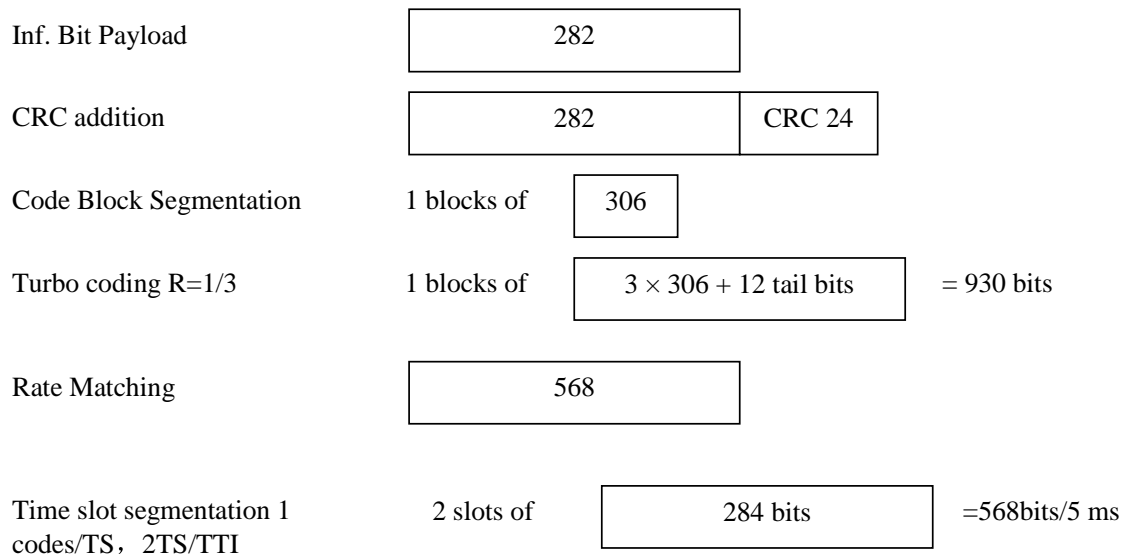 Inf. Bit Payload 282
CRC addition 282 CRC 24
Code Block Segmentation 1 blocks of 306
Turbo coding R=1/3 1 blocks of 3 × 306 + 12 tail bits = 930 bits
Rate Matching 568
Time slot segmentation 1 2 slots of 284 bits =568bits/5 ms
codes/TS，2TS/TTI